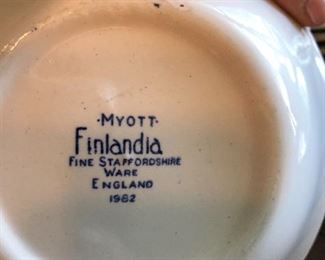 ·MYOTT·
Finlandia
FINE STAFFORDSHIRE
WARE
ENGLAND
1982